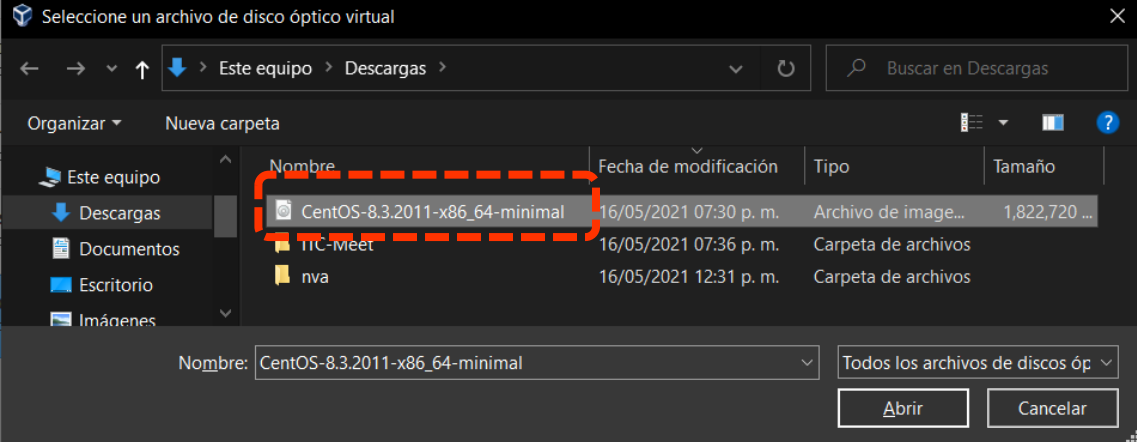 Seleccione un archivo de disco óptico virtual
Este equipo > Descargas >
Buscar en Descargas
Organizar Nueva carpeta
Nombre Fecha de modificación Tipo Tamaño
Este equipo
Descargas
Documentos
Escritorio
Imágenes
CentOS-8.3.2011-x86_64-minimal 16/05/2021 07:30 p. m. Archivo de image... 1,822,720 ...
ITC-Meet 16/05/2021 07:36 p. m. Carpeta de archivos
nva 16/05/2021 12:31 p. m. Carpeta de archivos
Nombre: CentOS-8.3.2011-x86_64-minimal Todos los archivos de discos óp
Abrir Cancelar